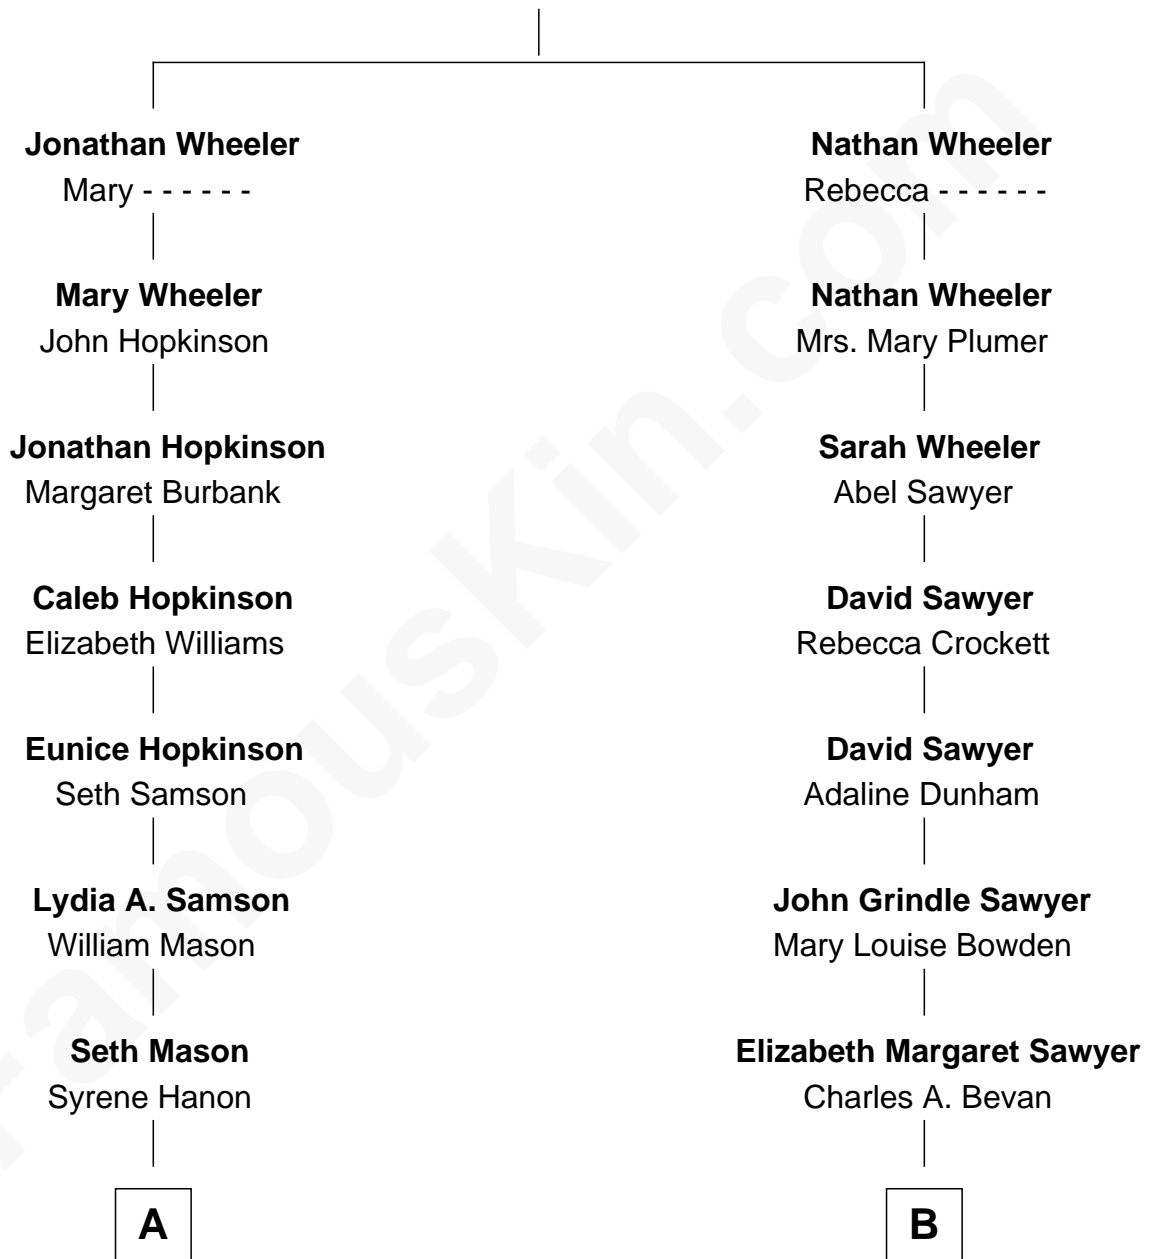 Jonathan Wheeler
Mary - - - - - -
Mary Wheeler
John Hopkinson
Jonathan Hopkinson
Margaret Burbank
Caleb Hopkinson
Elizabeth Williams
Eunice Hopkinson
Seth Samson
Lydia A. Samson
William Mason
Seth Mason
Syrene Hanon
A
Nathan Wheeler
Rebecca - - - - - -
Nathan Wheeler
Mrs. Mary Plumer
Sarah Wheeler
Abel Sawyer
David Sawyer
Rebecca Crockett
David Sawyer
Adaline Dunham
John Grindle Sawyer
Mary Louise Bowden
Elizabeth Margaret Sawyer
Charles A. Bevan
B
FamousKin.com